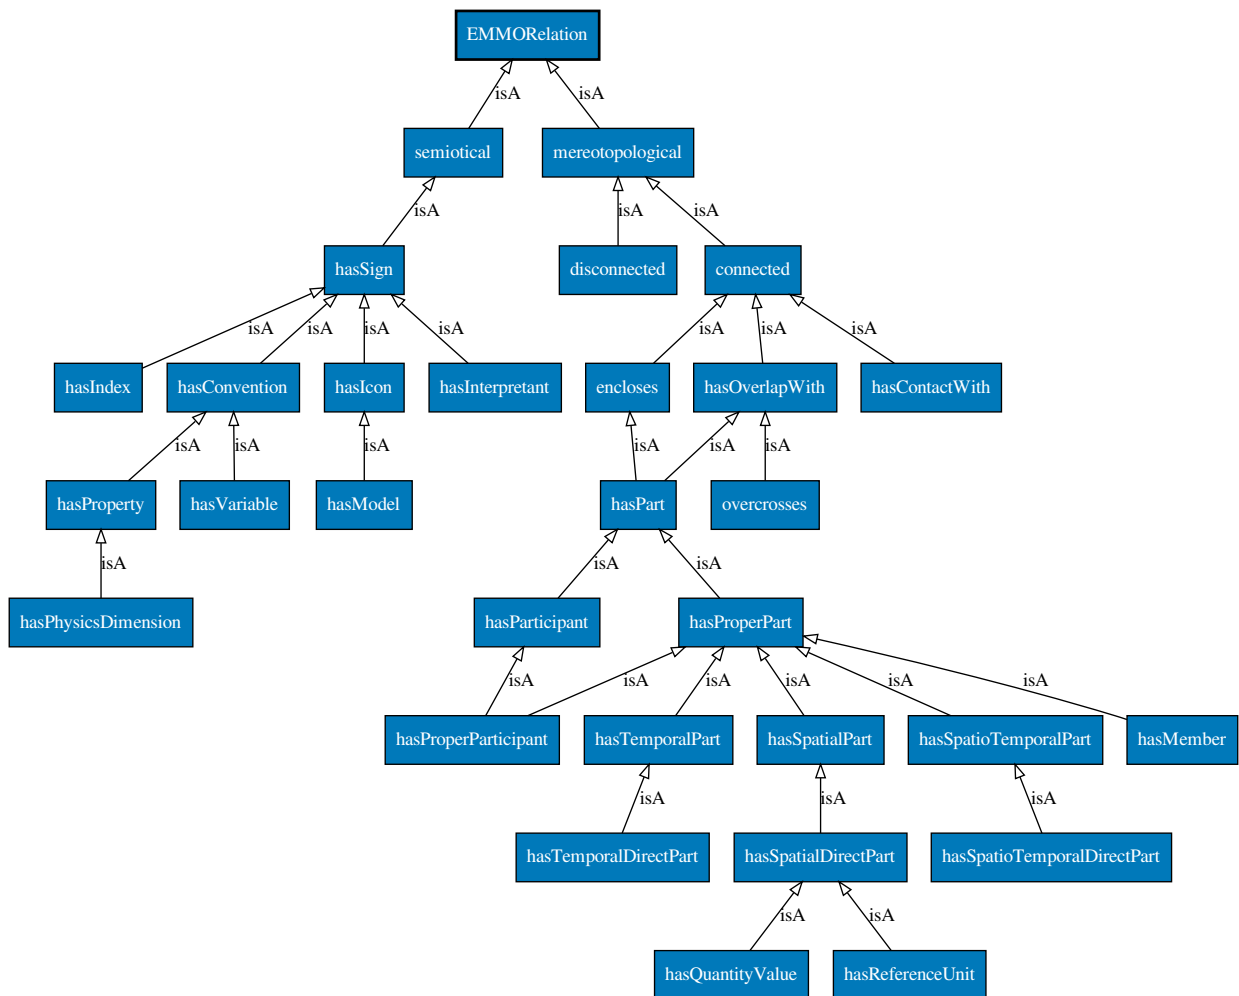 EMMORelation
isA
isA
semiotical
mereotopological
isA
isA
isA
hasSign
disconnected
connected
isA
isA
isA
isA
isA
isA
isA
hasIndex
hasConvention
hasIcon
hasInterpretant
encloses
hasOverlapWith
hasContactWith
isA
isA
isA
isA
isA
isA
hasProperty
hasVariable
hasModel
hasPart
overcrosses
isA
isA
isA
hasPhysicsDimension
hasParticipant
hasProperPart
isA
isA
isA
isA
isA
isA
hasProperParticipant
hasTemporalPart
hasSpatialPart
hasSpatioTemporalPart
hasMember
isA
isA
isA
hasTemporalDirectPart
hasSpatialDirectPart
hasSpatioTemporalDirectPart
isA
isA
hasQuantityValue
hasReferenceUnit